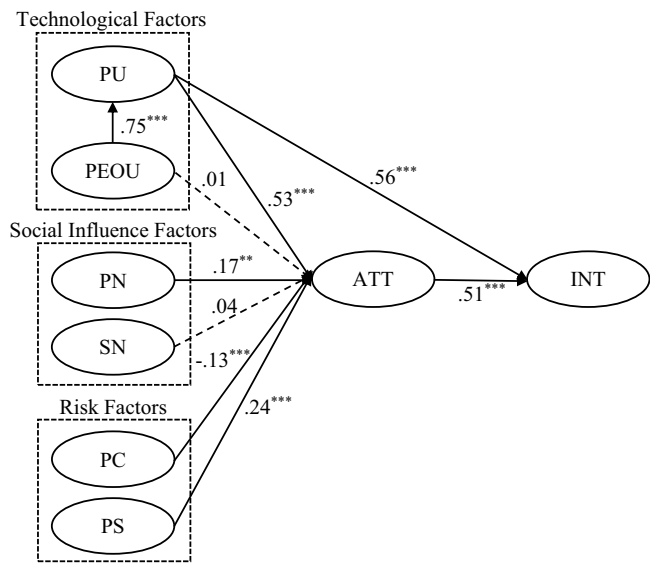 Technological Factors
PU
.75***
PEOU
.01
.53***
.56***
Social Influence Factors
PN
.17**
ATT
.51***
INT
.04
SN
-.13***
Risk Factors
.24***
PC
PS